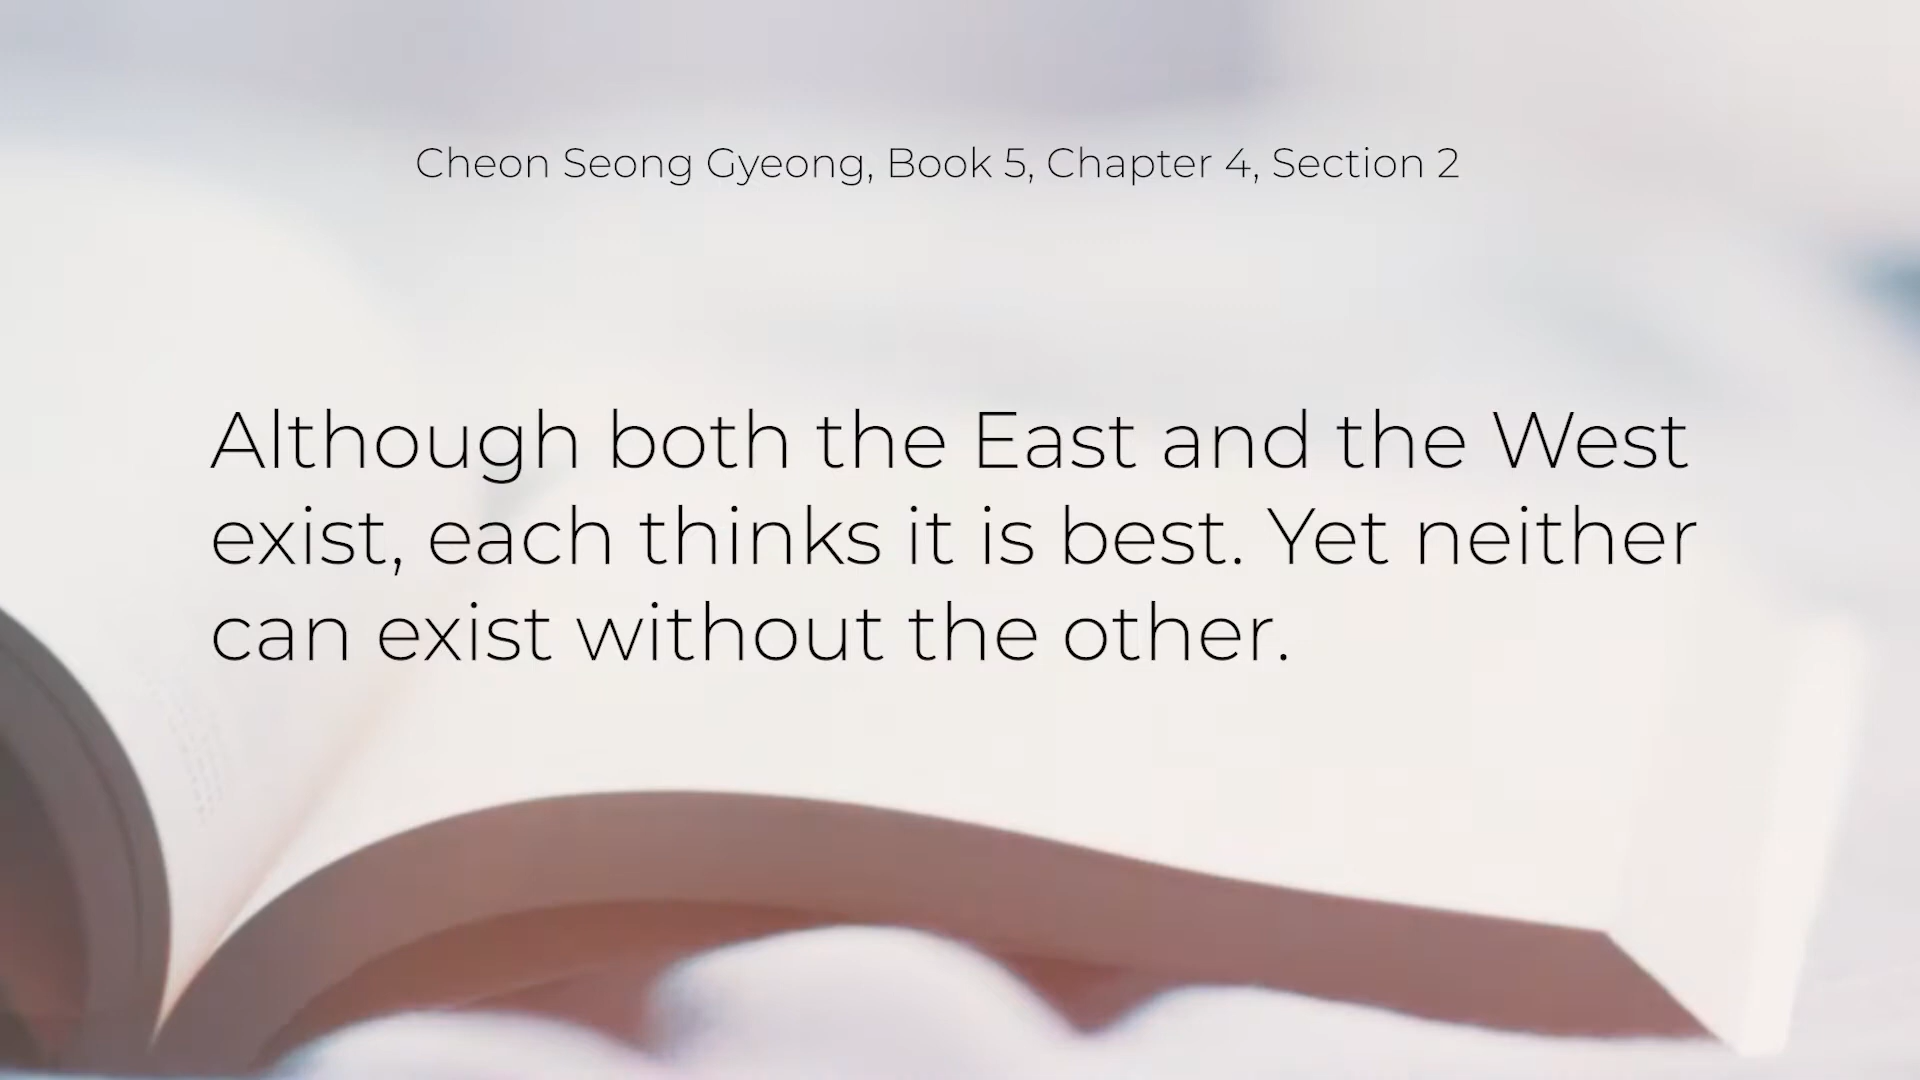 Cheon Seong Gyeong, Book 5, Chapter 4, Section 2
Although both the East and the West
exist, each thinks it is best. Yet neither
can exist without the other.